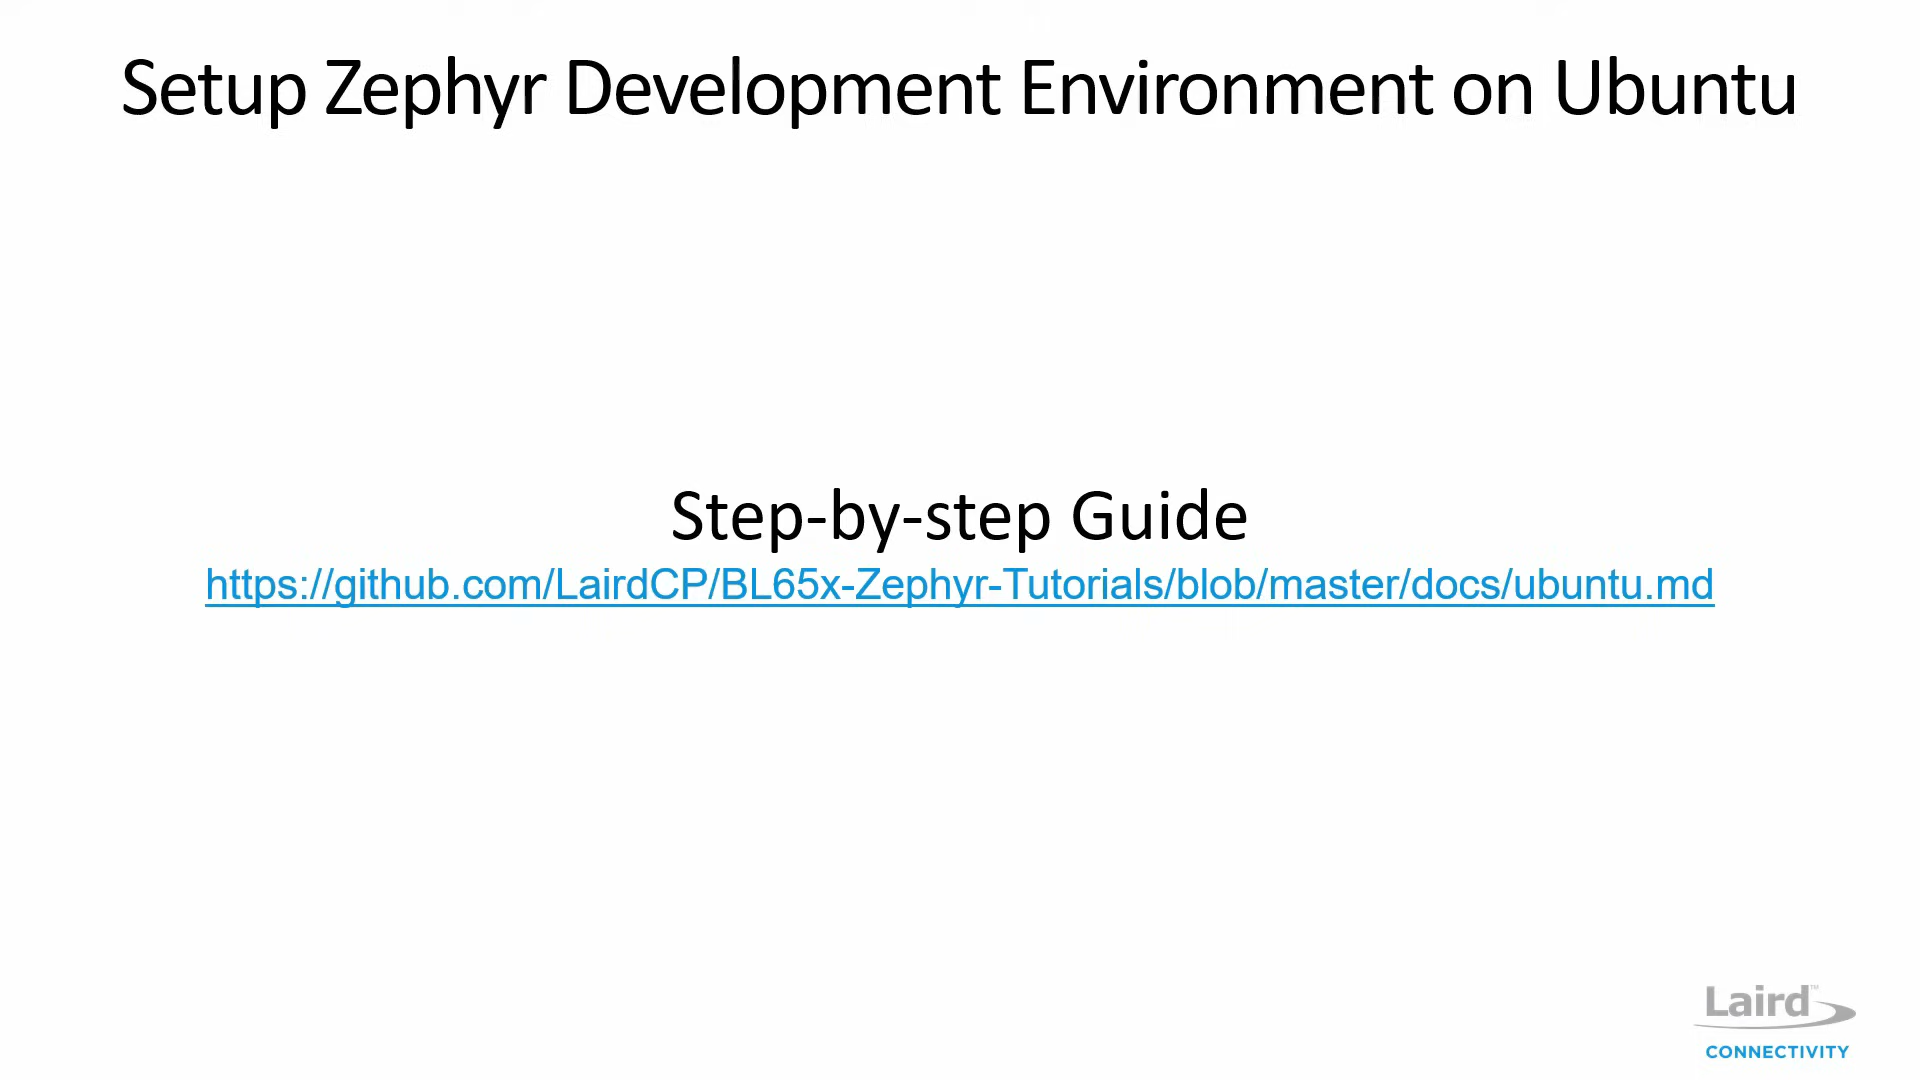 Setup Zephyr Development Environment on Ubuntu
Step-by-step Guide
https://github.com/LairdCP/BL65x-Zephyr-Tutorials/blob/master/docs/ubuntu.md
Laird™
CONNECTIVITY